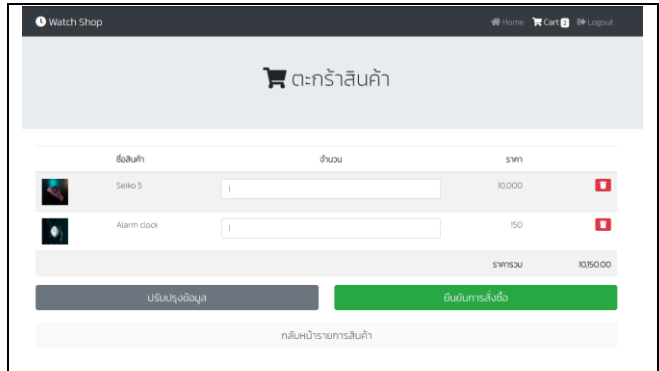 Watch Shop Home Cart 2 Logout
ตะกร้าสินค้า
ชื่อสินค้า จำนวน ราคา
Seiko 5 1 10,000
Alarm clock 1 150
ราคารวม 10,150.00
ปรับปรุงข้อมูล ยืนยันการสั่งซื้อ
กลับหน้ารายการสินค้า